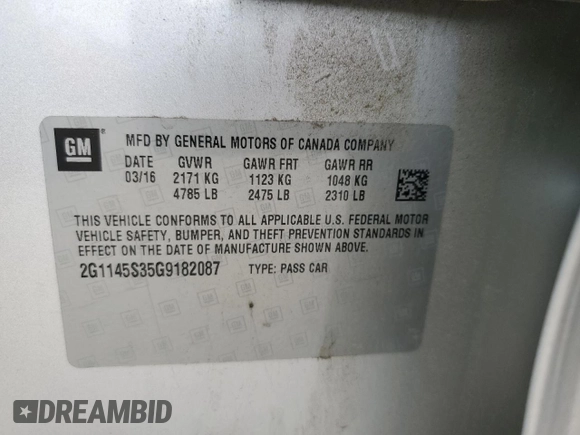 GM
MFD BY GENERAL MOTORS OF CANADA COMPANY
DATE GVWR GAWR FRT GAWR RR
03/16 2171 KG 1123 KG 1048 KG
4785 LB 2475 LB 2310 LB
THIS VEHICLE CONFORMS TO ALL APPLICABLE U.S. FEDERAL MOTOR
VEHICLE SAFETY, BUMPER, AND THEFT PREVENTION STANDARDS IN
EFFECT ON THE DATE OF MANUFACTURE SHOWN ABOVE.
2G1145S35G9182087 TYPE: PASS CAR
DREAMBID